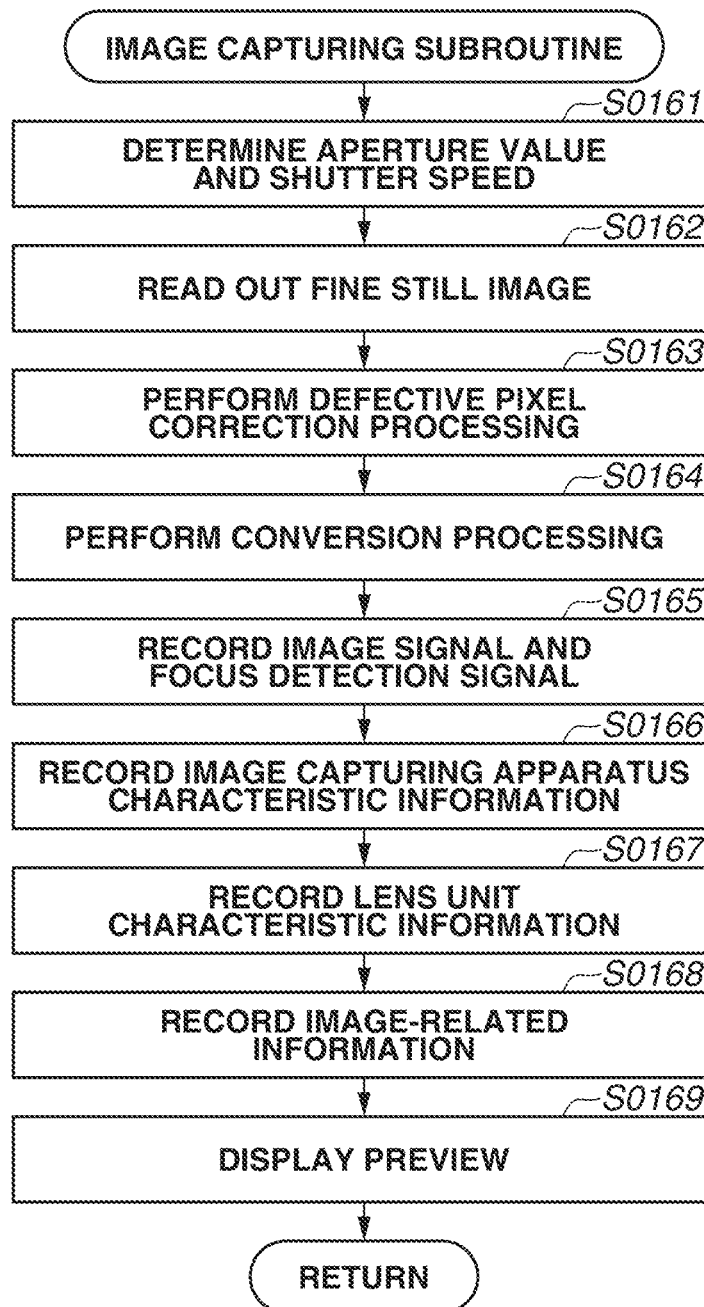 IMAGE CAPTURING SUBROUTINE
S0161
DETERMINE APERTURE VALUE
AND SHUTTER SPEED
S0162
READ OUT FINE STILL IMAGE
S0163
PERFORM DEFECTIVE PIXEL
CORRECTION PROCESSING
S0164
PERFORM CONVERSION PROCESSING
S0165
RECORD IMAGE SIGNAL AND
FOCUS DETECTION SIGNAL
S0166
RECORD IMAGE CAPTURING APPARATUS
CHARACTERISTIC INFORMATION
S0167
RECORD LENS UNIT
CHARACTERISTIC INFORMATION
S0168
RECORD IMAGE-RELATED
INFORMATION
S0169
DISPLAY PREVIEW
RETURN